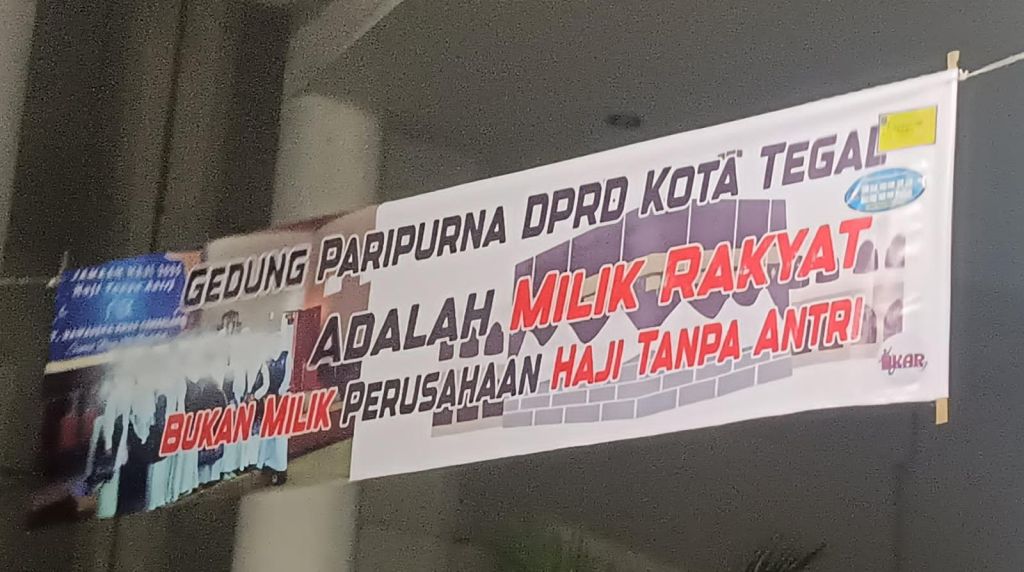 GEDUNG PARIPURNA DPRD KOTA TEGAL
ADALAH MILIK RAKYAT
BUKAN MILIK PERUSAHAAN HAJI TANPA ANTRI